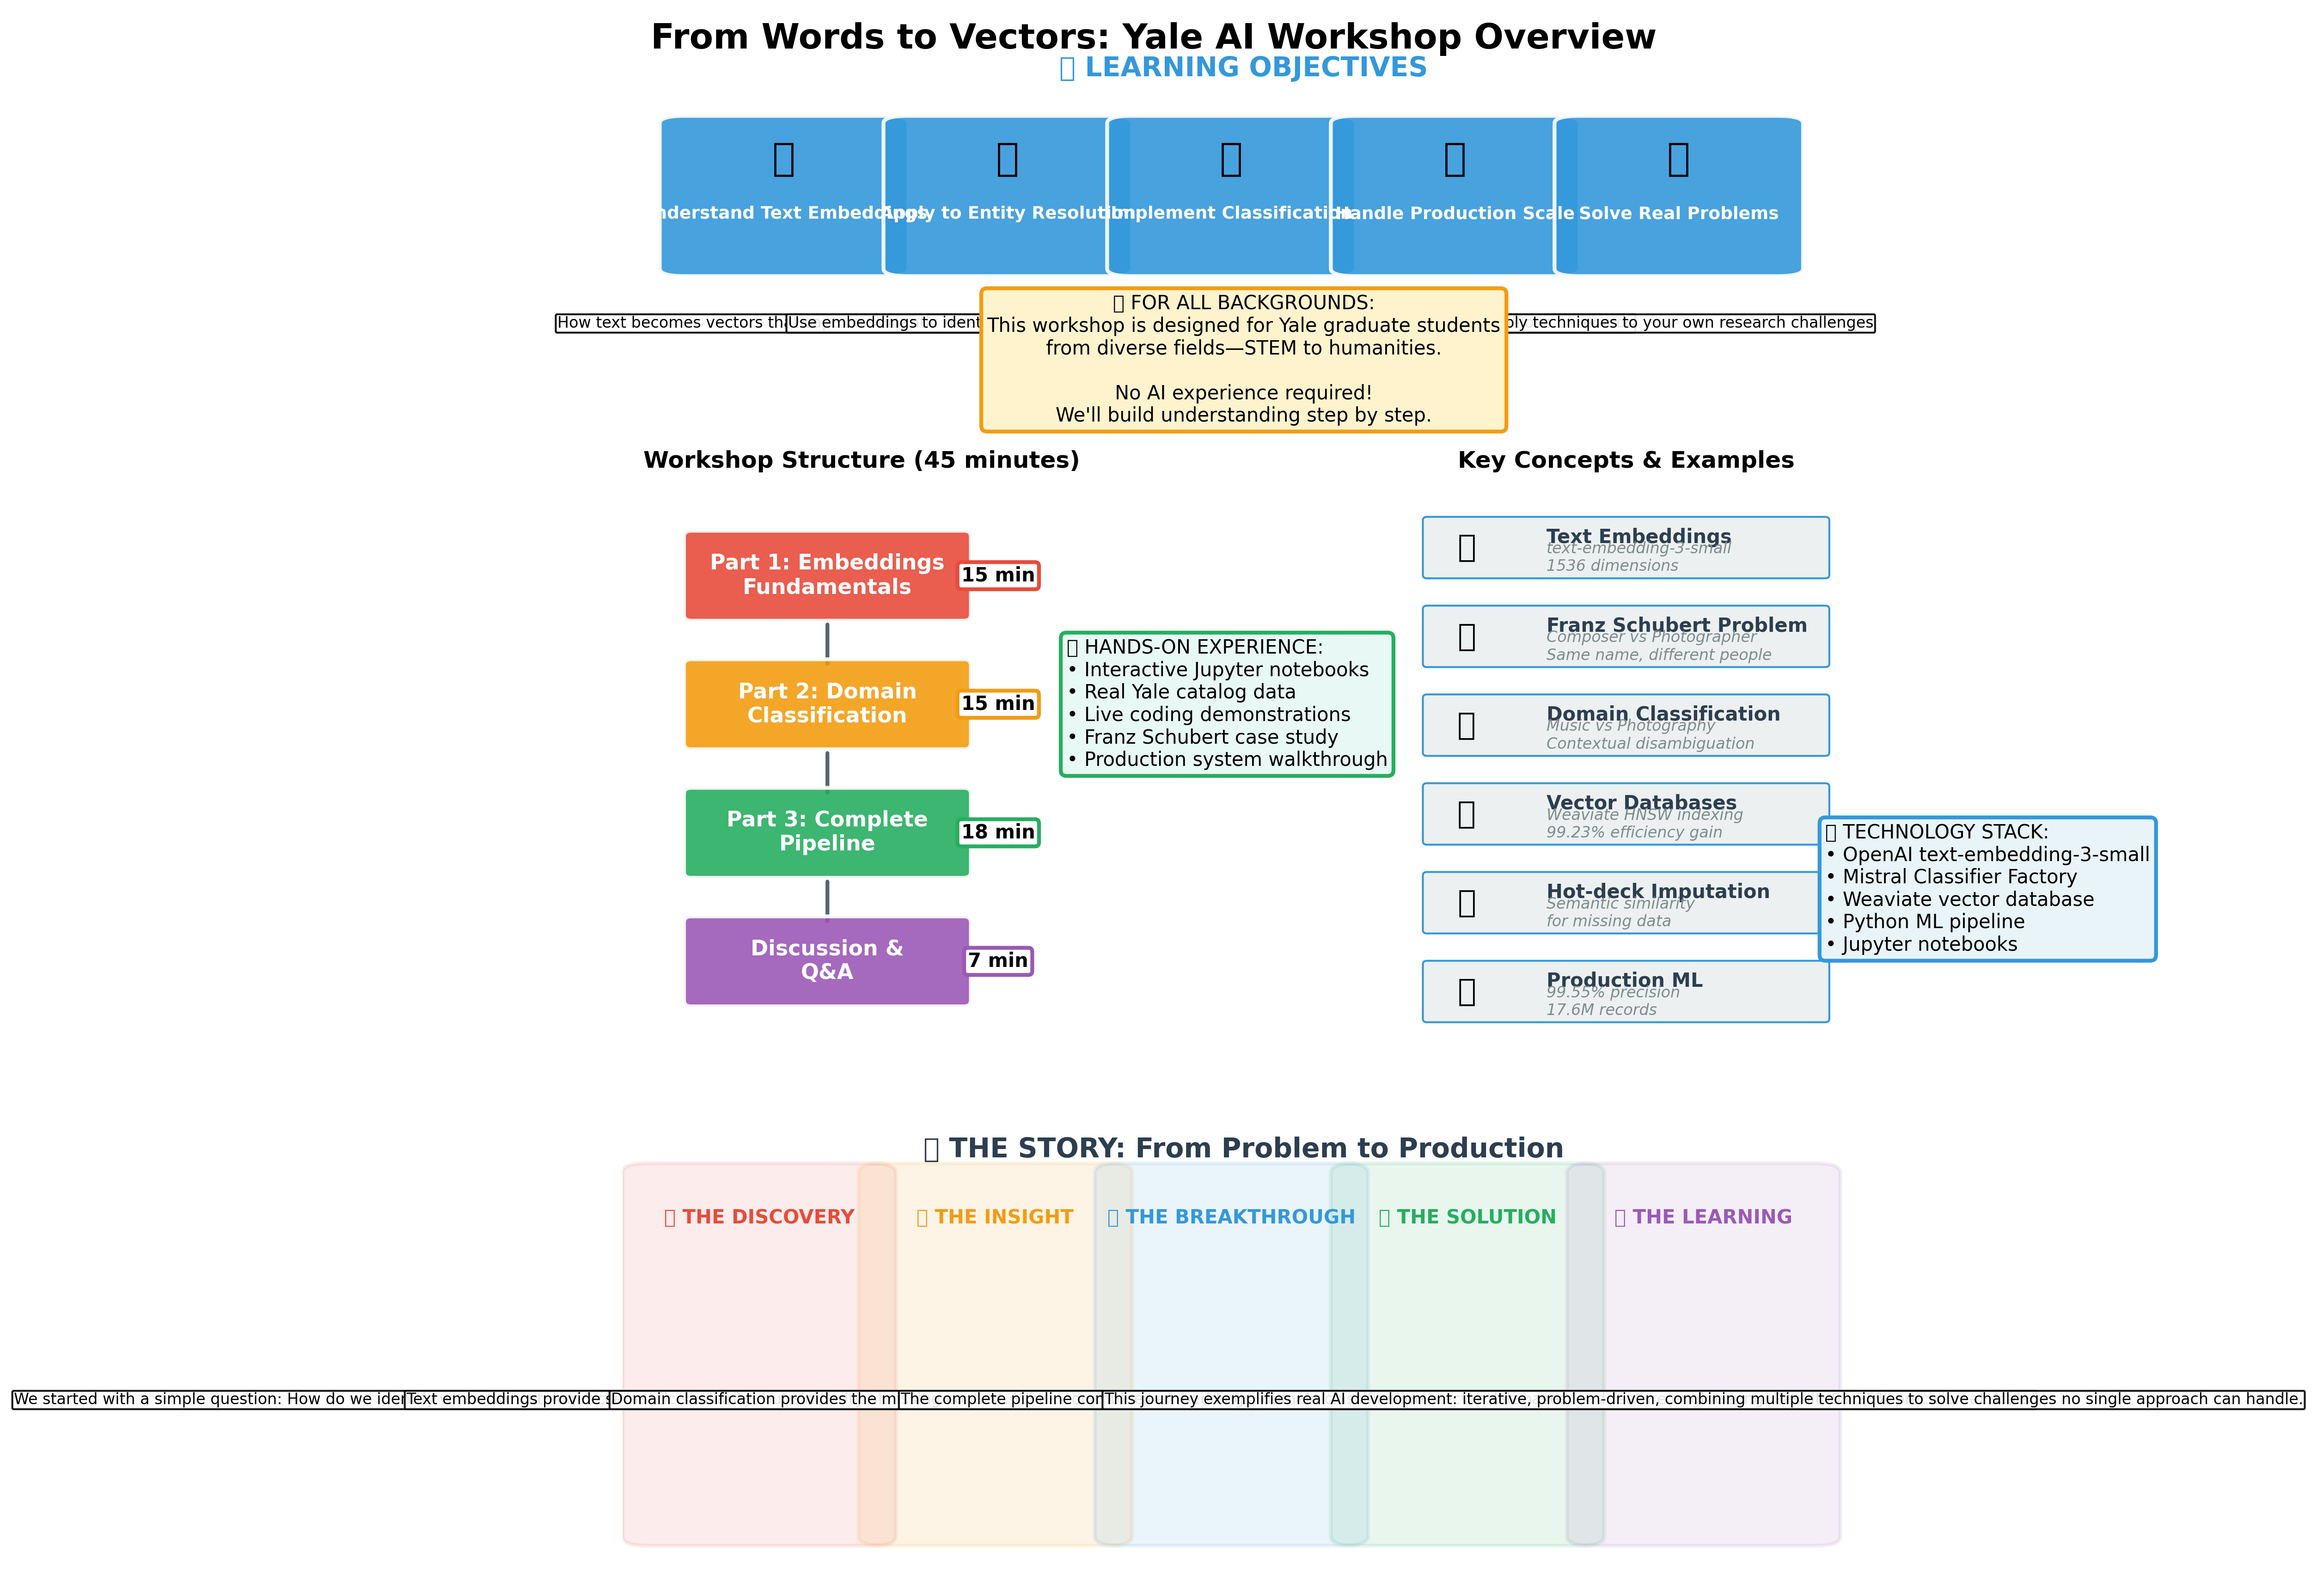 From Words to Vectors: Yale AI Workshop Overview
LEARNING OBJECTIVES
Understand Text Embeddings
Apply to Entity Resolution
Implement Classification
Handle Production Scale
Solve Real Problems
How text becomes vectors
Use embeddings to
techniques to your own research challenges
FOR ALL BACKGROUNDS:
This workshop is designed for Yale graduate students
from diverse fields—STEM to humanities.
No AI experience required!
We'll build understanding step by step.
Workshop Structure (45 minutes)
Part 1: Embeddings
Fundamentals
15 min
Part 2: Domain
Classification
15 min
Part 3: Complete
Pipeline
18 min
Discussion &
Q&A
7 min
HANDS-ON EXPERIENCE:
• Interactive Jupyter notebooks
• Real Yale catalog data
• Live coding demonstrations
• Franz Schubert case study
• Production system walkthrough
Key Concepts & Examples
Text Embeddings
text-embedding-3-small
1536 dimensions
Franz Schubert Problem
Composer vs Photographer
Same name, different people
Domain Classification
Music vs Photography
Contextual disambiguation
Vector Databases
Weaviate HNSW indexing
99.23% efficiency gain
Hot-deck Imputation
Semantic similarity
for missing data
Production ML
99.55% precision
17.6M records
TECHNOLOGY STACK:
• OpenAI text-embedding-3-small
• Mistral Classifier Factory
• Weaviate vector database
• Python ML pipeline
• Jupyter notebooks
THE STORY: From Problem to Production
THE DISCOVERY
THE INSIGHT
THE BREAKTHROUGH
THE SOLUTION
THE LEARNING
We started with a simple question: How do we
Text embeddings provide
Domain classification provides the
The complete pipeline
This journey exemplifies real AI development: iterative, problem-driven, combining multiple techniques to solve challenges no single approach can handle.